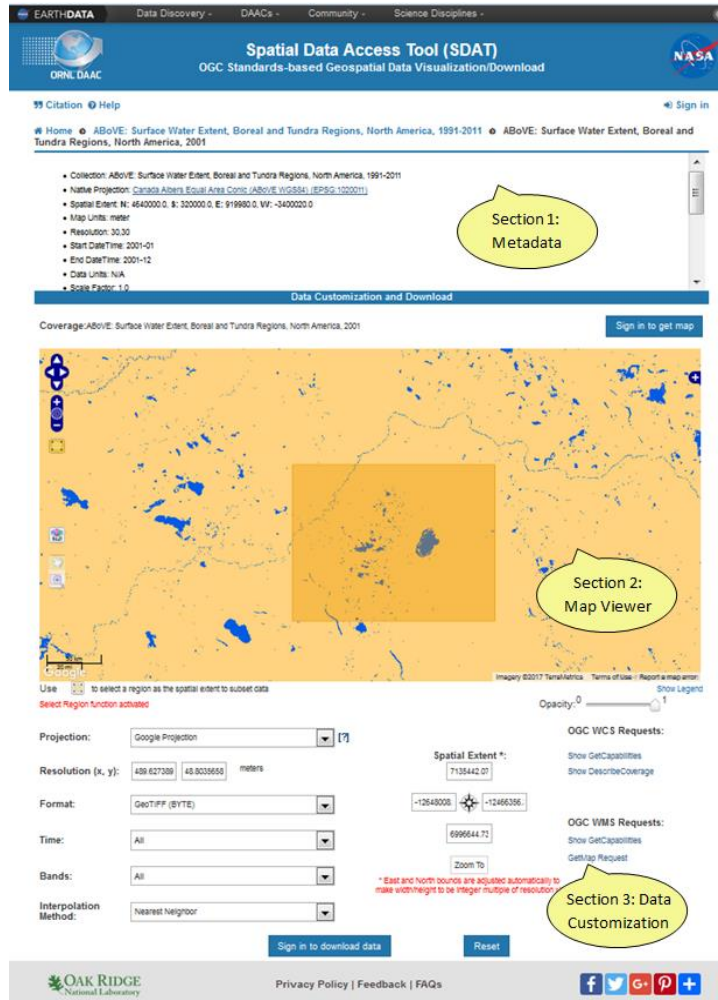 EARTHDATA Data Discovery - DAACs - Community - Science Disciplines -
ORNL DAAC
Spatial Data Access Tool (SDAT)
OGC Standards-based Geospatial Data Visualization/Download
NASA
Citation Help Sign in
Home ABoVE: Surface Water Extent, Boreal and Tundra Regions, North America, 1991-2011 ABoVE: Surface Water Extent, Boreal and
Tundra Regions, North America, 2001
Collection: ABoVE: Surface Water Extent, Boreal and Tundra Regions, North America, 1991-2011
Native Projection: Canada Albers Equal Area Conic (ABoVE WGS84) (EPSG:1020011)
Spatial Extent: N: 4640000.0, S: 320000.0, E: 919980.0, W: -3400020.0
Map Units: meter
Resolution: 30,30
Start DateTime: 2001-01
End DateTime: 2001-12
Data Units: N/A
Scale Factor: 1.0
Section 1:
Metadata
Data Customization and Download
Coverage:ABoVE: Surface Water Extent, Boreal and Tundra Regions, North America, 2001
Sign in to get map
Section 2:
Map Viewer
20 mi
Google
Imagery ©2017 TerraMetrics Terms of Use Report a map error
Use to select a region as the spatial extent to subset data
Show Legend
Select Region function activated
Opacity: 0 1
Projection: Google Projection [?]
OGC WCS Requests:
Spatial Extent *:
Show GetCapabilities
Resolution (x, y): 489.627389 48.8035658 meters
7135442.07
Show DescribeCoverage
Format: GeoTIFF (BYTE)
-12648008. -12466356.
OGC WMS Requests:
Time: All
6996644.73
Show GetCapabilities
Zoom To
GetMap Request
Bands: All
* East and North bounds are adjusted automatically to
make width/height to be integer multiple of resolution
Section 3: Data
Customization
Interpolation
Method: Nearest Neighbor
Sign in to download data Reset
OAK RIDGE
National Laboratory
Privacy Policy | Feedback | FAQs